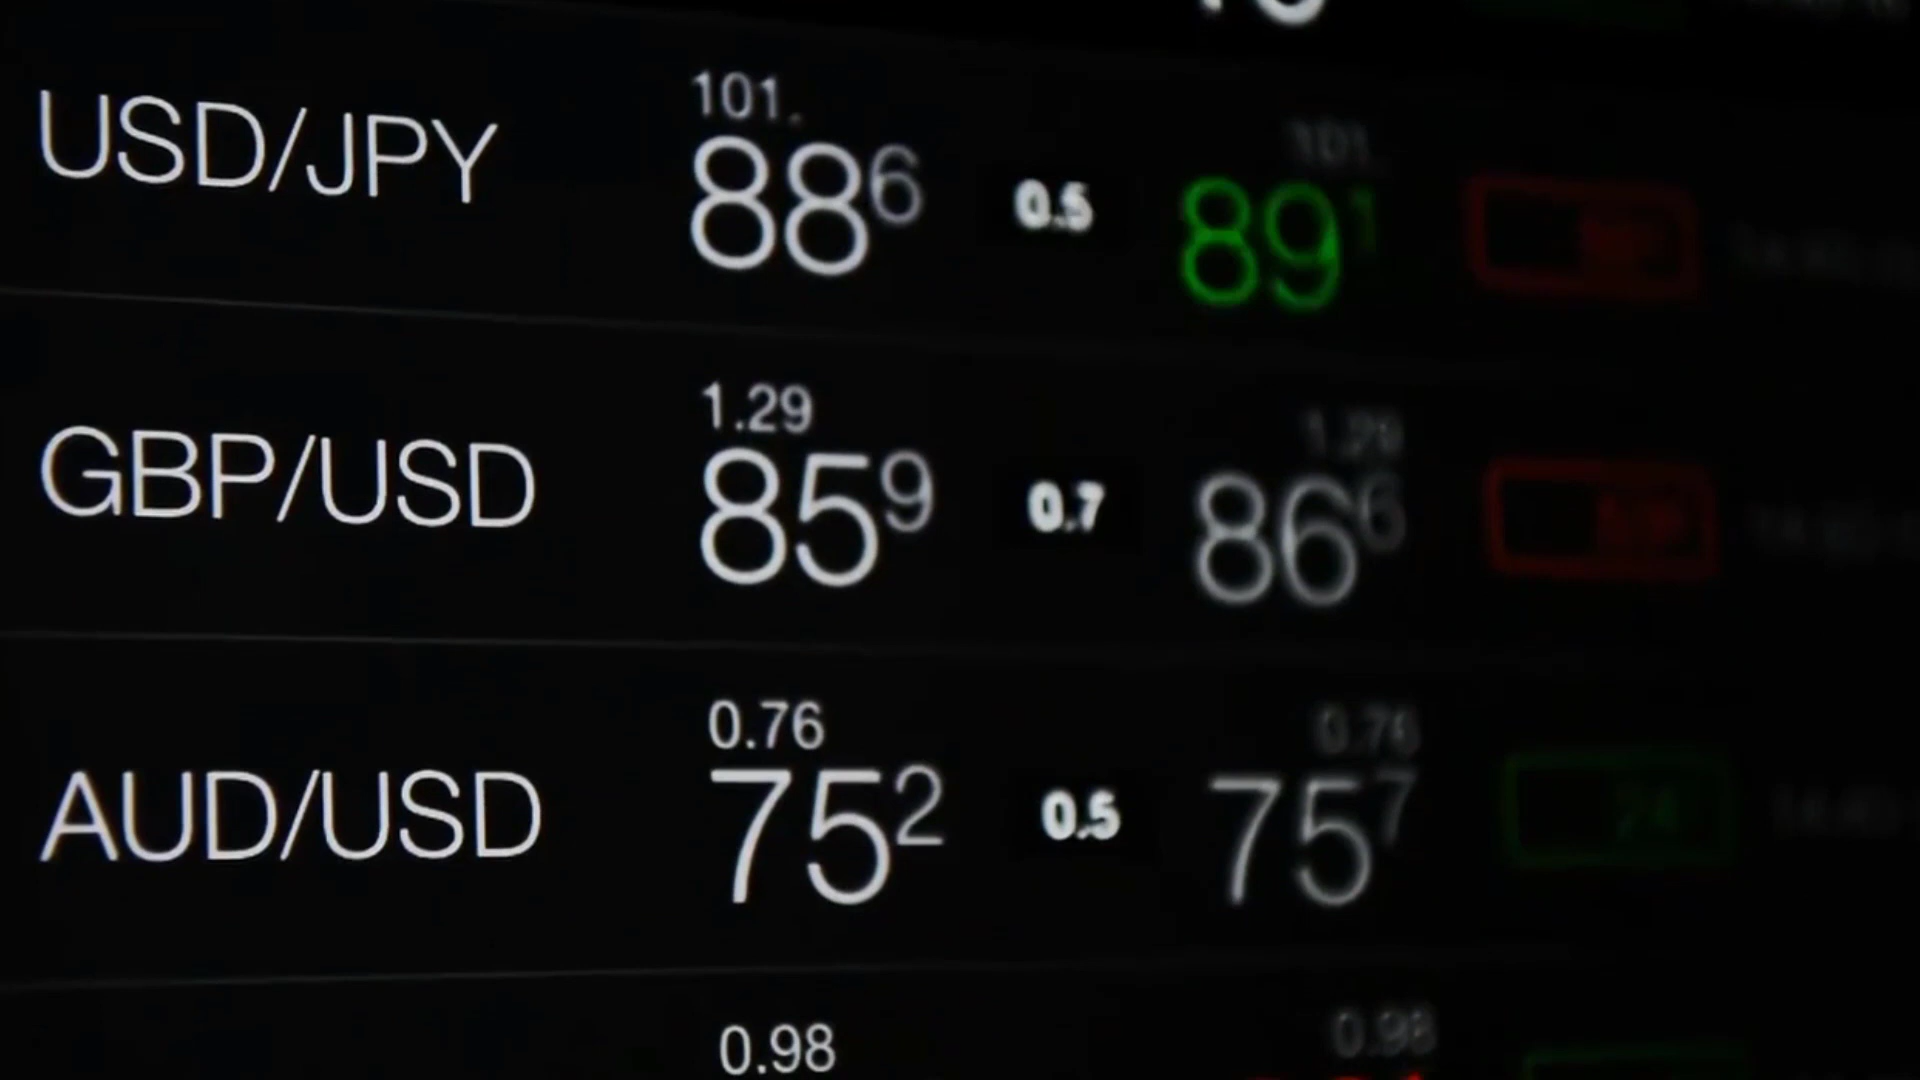 USD/JPY 101. 886 0.5 101. 891
GBP/USD 1.29 859 0.7 1.29 866
AUD/USD 0.76 752 0.5 0.76 757
0.98 0.98